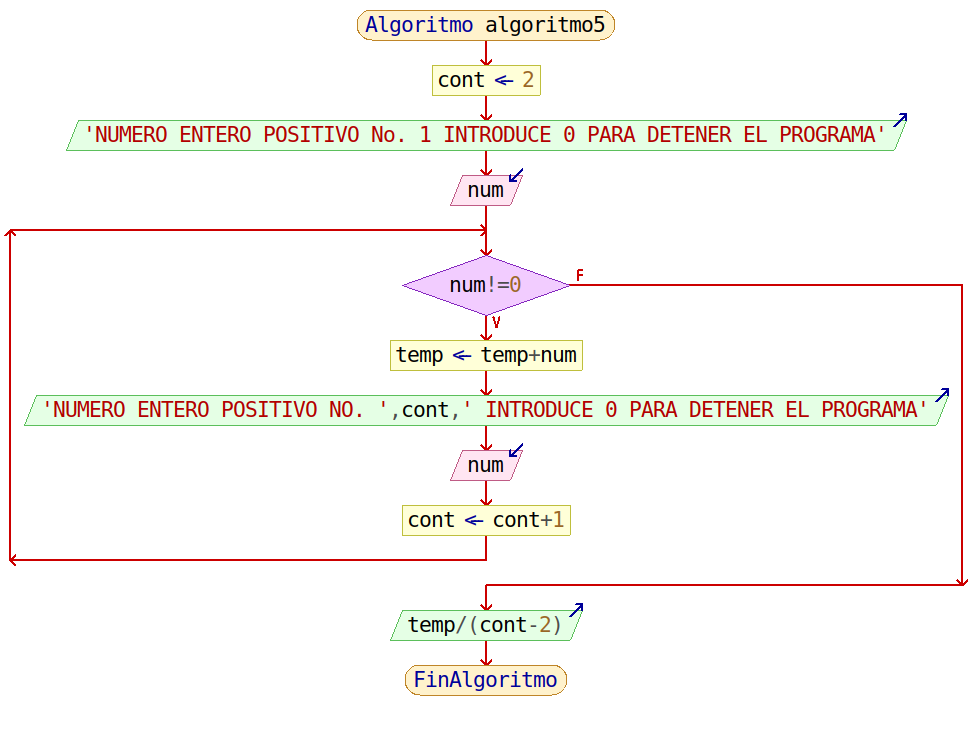 Algoritmo algoritmo5
cont ← 2
'NUMERO ENTERO POSITIVO No. 1 INTRODUCE 0 PARA DETENER EL PROGRAMA'
num
num!=0
F
V
temp ← temp+num
'NUMERO ENTERO POSITIVO NO. ',cont,' INTRODUCE 0 PARA DETENER EL PROGRAMA'
num
cont ← cont+1
temp/(cont-2)
FinAlgoritmo